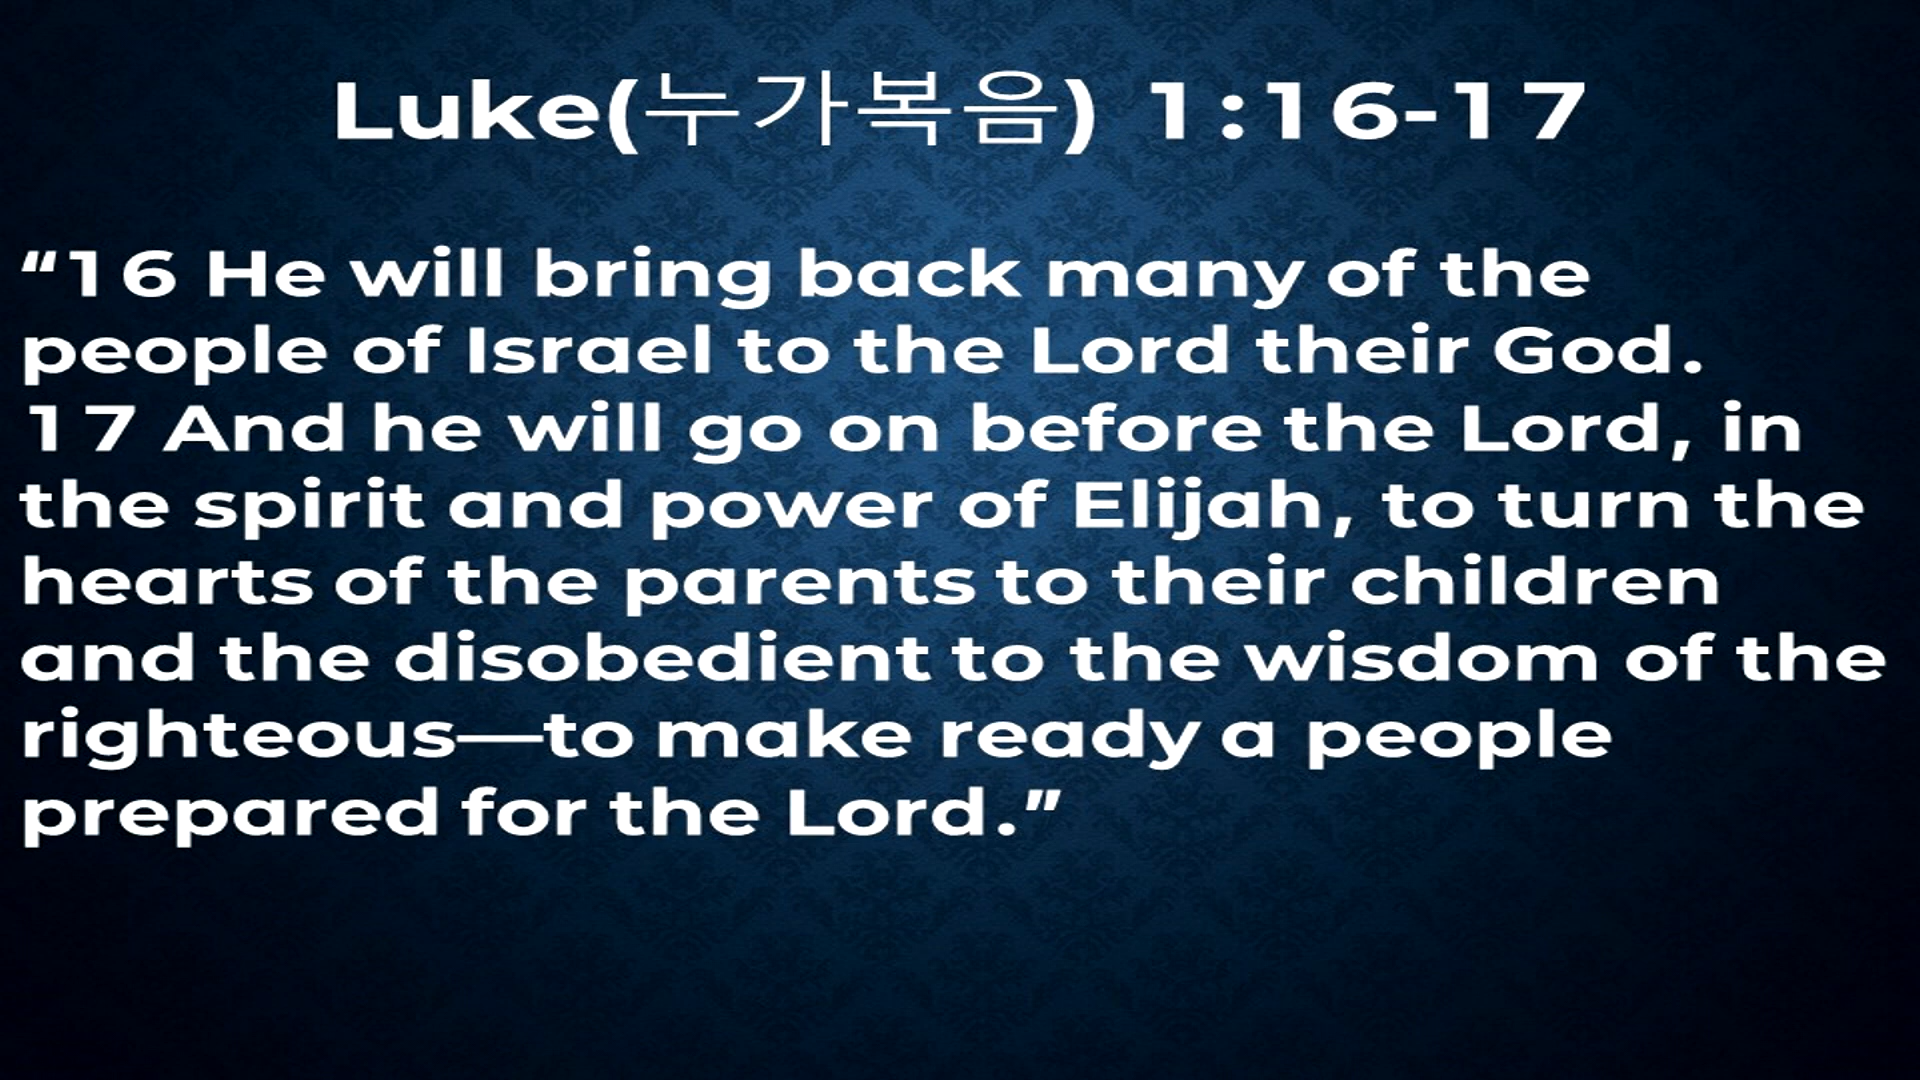 Luke(누가복음) 1:16-17
“16 He will bring back many of the
people of Israel to the Lord their God.
17 And he will go on before the Lord, in
the spirit and power of Elijah, to turn the
hearts of the parents to their children
and the disobedient to the wisdom of the
righteous—to make ready a people
prepared for the Lord.”